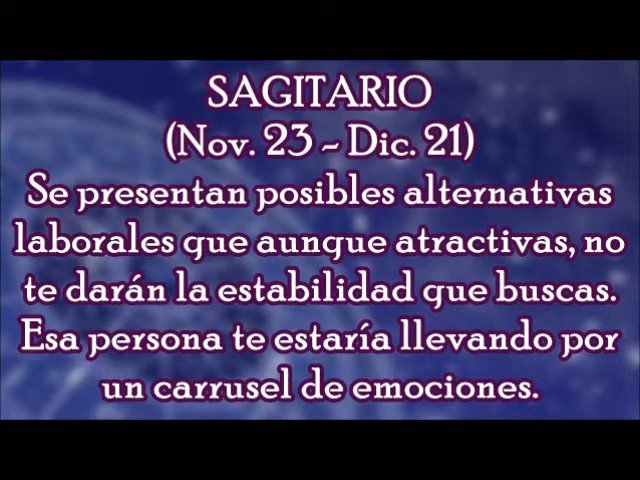 SAGITARIO
(Nov. 23 - Dic. 21)
Se presentan posibles alternativas
laborales que aunque atractivas, no
te darán la estabilidad que buscas.
Esa persona te estaría llevando por
un carrusel de emociones.